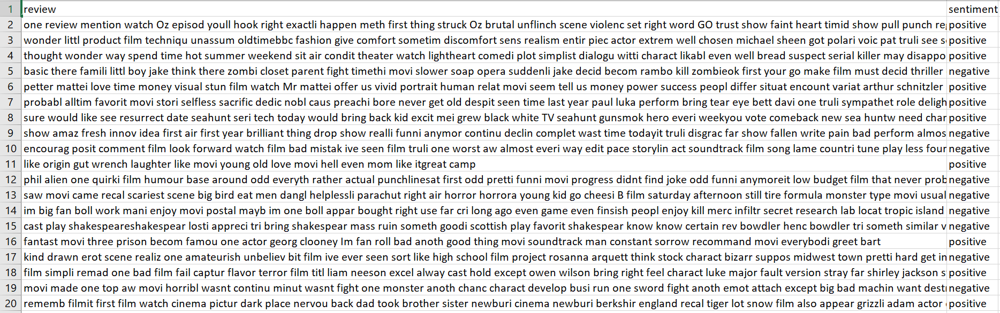 1 review sentiment
2 one review mention watch Oz episod youll hook right exactli happen meth first thing struck Oz brutal unflinch scene violenc set right word GO trust show faint heart timid show pull punch positive
3 wonder littl product film techniqu unassum oldtimebbc fashion give comfort sometim discomfort sens realism entir piec actor extrem well chosen michael sheen got polari voic pat truli see positive
4 thought wonder way spend time hot summer weekend sit air condit theater watch lightheart comedi plot simplist dialogu witti charact likabl even well bread suspect serial killer may disappo positive
5 basic there famili littl boy jake think there zombi closet parent fight timethi movi slower soap opera suddenli jake decid becom rambo kill zombieok first your go make film must decid thriller negative
6 petter mattei love time money visual stun film watch Mr mattei offer us vivid portrait human relat movi seem tell us money power success peopl differ situat encount variat arthur schnitzler positive
7 probabl alltim favorit movi stori selfless sacrific dedic nobl caus preachi bore never get old despit seen time last year paul luka perform bring tear eye bett davi one truli sympathet role deligh positive
8 sure would like see resurrect date seahunt seri tech today would bring back kid excit mei grew black white TV seahunt gunsmok hero everi weekyou vote comeback new sea huntw need char positive
9 show amaz fresh innov idea first air first year brilliant thing drop show realli funni anymor continu declin complet wast time todayit truli disgrac far show fallen write pain bad perform almos negative
10 encourag posit comment film look forward watch film bad mistak ive seen film truli one worst aw almost everi way edit pace storylin act soundtrack film song lame countri tune play less four negative
11 like origin gut wrench laughter like movi young old love movi hell even mom like itgreat camp positive
12 phil alien one quirki film humour base around odd everyth rather actual punchlinesat first odd pretti funni movi progress didnt find joke odd funni anymoreit low budget film that never prob negative
13 saw movi came recal scariest scene big bird eat men dangl helplessli parachut right air horror horrora young kid go cheesi B film saturday afternoon still tire formula monster type movi usual negative
14 im big fan boll work mani enjoy movi postal mayb im one boll appar bought right use far cri long ago even game even finsish peopl enjoy kill merc infiltr secret research lab locat tropic island negative
15 cast play shakespeareshakespear losti appreci tri bring shakespear mass ruin someth goodi scottish play favorit shakespear know know certain rev bowdler henc bowdler tri someth similar v negative
16 fantast movi three prison becom famou one actor georg clooney Im fan roll bad anoth good thing movi soundtrack man constant sorrow recommand movi everybodi greet bart positive
17 kind drawn erot scene realiz one amateurish unbeliev bit film ive ever seen sort like high school film project rosanna arquett think stock charact bizarr suppos midwest town pretti hard get in negative
18 film simpli remad one bad film fail captur flavor terror film titl liam neeson excel alway cast hold except owen wilson bring right feel charact luke major fault version stray far shirley jackson s positive
19 movi made one top aw movi horribl wasnt continu minut wasnt fight one monster anoth chanc charact develop busi run one sword fight anoth emot attach except big bad machin want dest negative
20 rememb filmit first film watch cinema pictur dark place nervou back dad took brother sister newburi cinema newburi berkshir england recal tiger lot snow film also appear grizzli adam actor positive